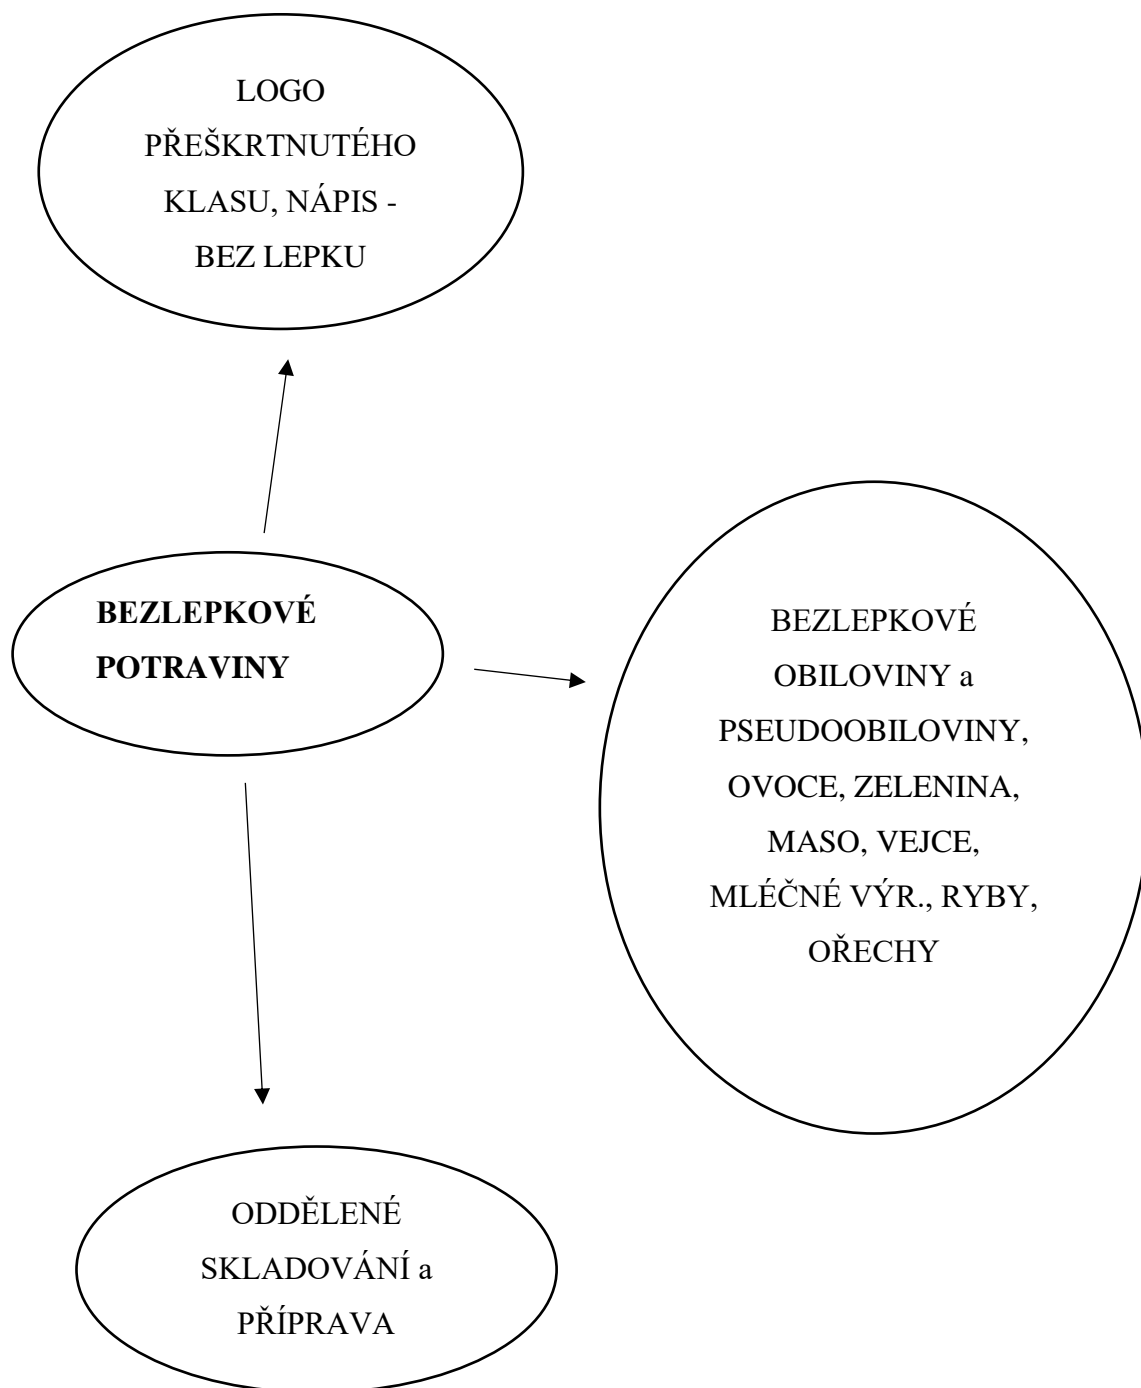 LOGO
PŘEŠKRTNUTÉHO
KLASU, NÁPIS -
BEZ LEPKU
BEZLEPKOVÉ
POTRAVINY
BEZLEPKOVÉ
OBILOVINY a
PSEUDOOBILOVINY,
OVOCE, ZELENINA,
MASO, VEJCE,
MLÉČNÉ VÝR., RYBY,
OŘECHY
ODDĚLENÉ
SKLADOVÁNÍ a
PŘÍPRAVA